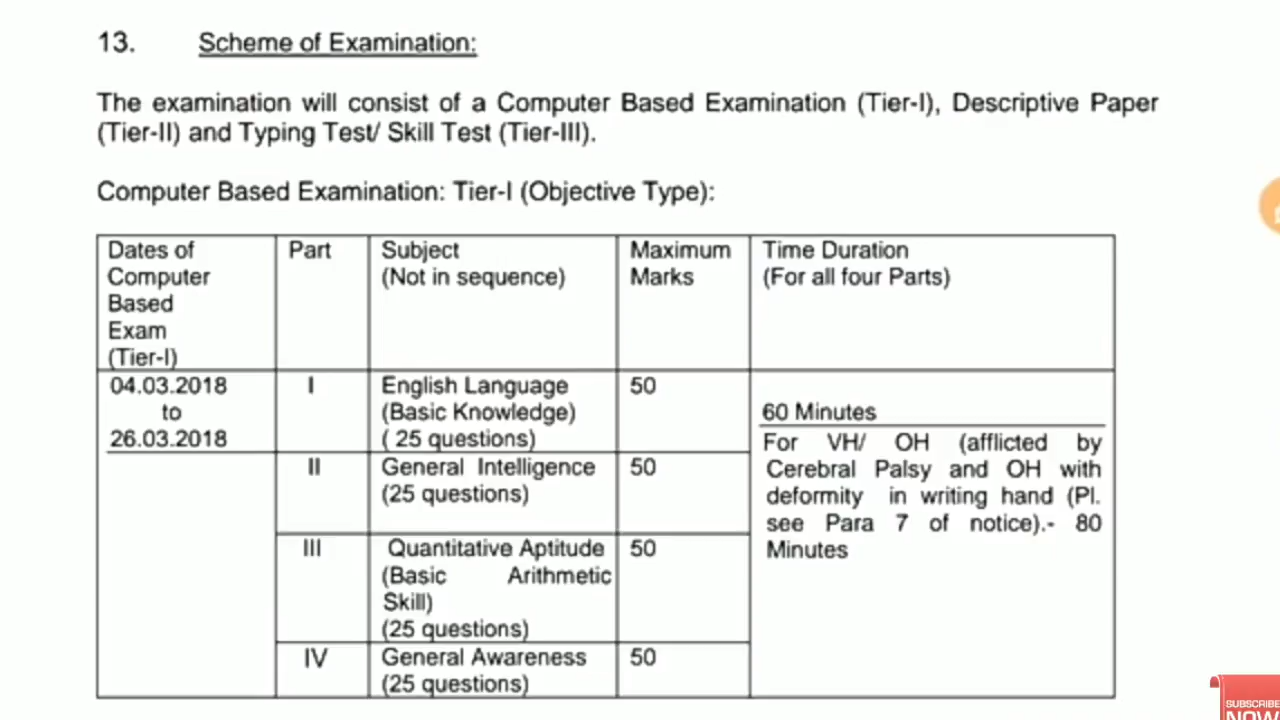 13. Scheme of Examination:
The examination will consist of a Computer Based Examination (Tier-I), Descriptive Paper
(Tier-II) and Typing Test/ Skill Test (Tier-III).
Computer Based Examination: Tier-I (Objective Type):
Dates of
Computer
Based
Exam
(Tier-I)
Part
Subject
(Not in sequence)
Maximum
Marks
Time Duration
(For all four Parts)
04.03.2018
to
26.03.2018
I
English Language
(Basic Knowledge)
( 25 questions)
50
60 Minutes
For VH/ OH (afflicted by
Cerebral Palsy and OH with
deformity in writing hand (Pl.
see Para 7 of notice).- 80
Minutes
II
General Intelligence
(25 questions)
50
III
Quantitative Aptitude
(Basic Arithmetic
Skill)
(25 questions)
50
IV
General Awareness
(25 questions)
50
SUBSCRIBE
NOW